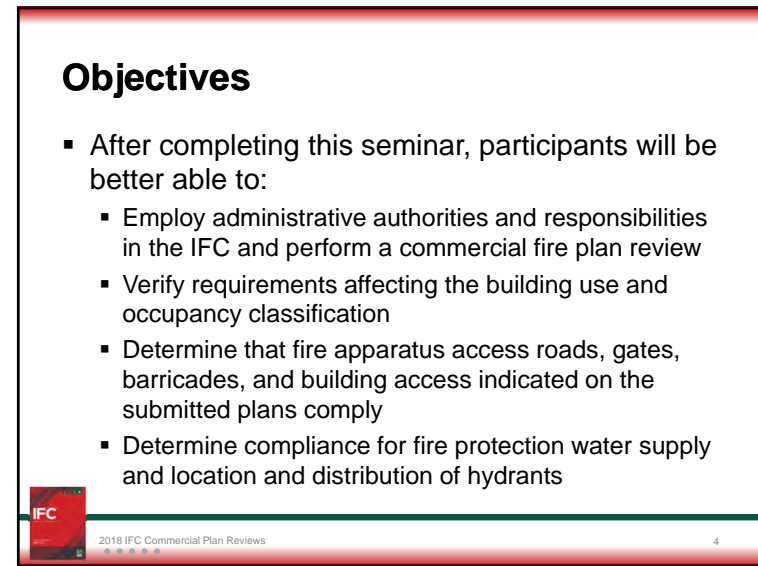 Objectives
▪ After completing this seminar, participants will be
better able to:
▪ Employ administrative authorities and responsibilities
in the IFC and perform a commercial fire plan review
▪ Verify requirements affecting the building use and
occupancy classification
▪ Determine that fire apparatus access roads, gates,
barricades, and building access indicated on the
submitted plans comply
▪ Determine compliance for fire protection water supply
and location and distribution of hydrants
IFC
2018 IFC Commercial Plan Reviews
4